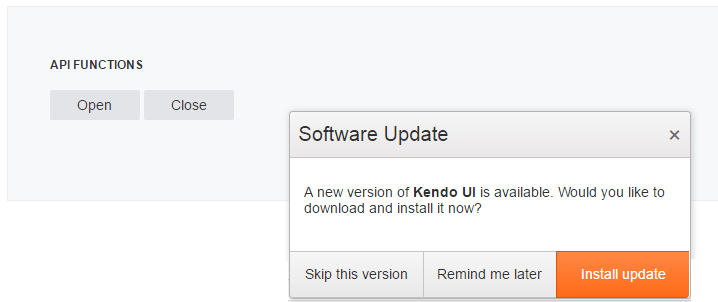 API FUNCTIONS
Open Close
Software Update ×
A new version of Kendo UI is available. Would you like to
download and install it now?
Skip this version Remind me later Install update